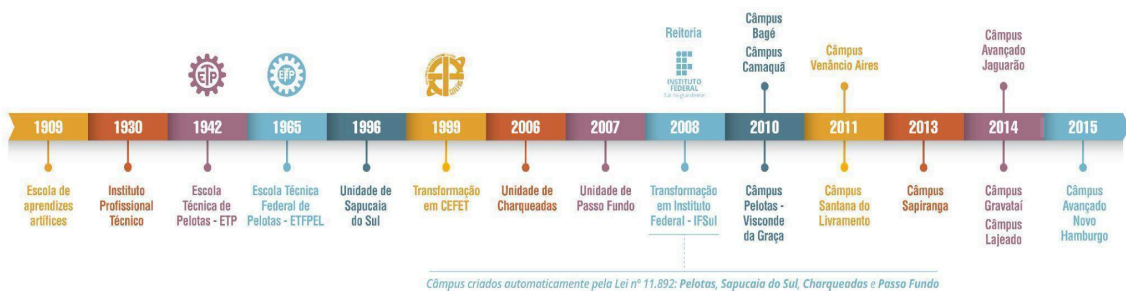 Reitoria
INSTITUTO
FEDERAL
Sul-rio-grandense
Câmpus
Bagé
Câmpus
Camaquã
Câmpus
Venâncio Aires
Câmpus
Avançado
Jaguarão
ETP
ETP
1909
1930
1942
1965
1996
1999
2006
2007
2008
2010
2011
2013
2014
2015
Escola de
aprendizes
artífices
Instituto
Profissional
Técnico
Escola
Técnica de
Pelotas - ETP
Escola Técnica
Federal de
Pelotas - ETFPEL
Unidade de
Sapucaia
do Sul
Transformação
em CEFET
Unidade de
Charqueadas
Unidade de
Passo Fundo
Transformação
em Instituto
Federal - IFSul
Câmpus
Pelotas -
Visconde
da Graça
Câmpus
Santana do
Livramento
Câmpus
Sapiranga
Câmpus
Gravataí
Câmpus
Lajeado
Câmpus
Avançado
Novo
Hamburgo
Câmpus criados automaticamente pela Lei nº 11.892: Pelotas, Sapucaia do Sul, Charqueadas e Passo Fundo